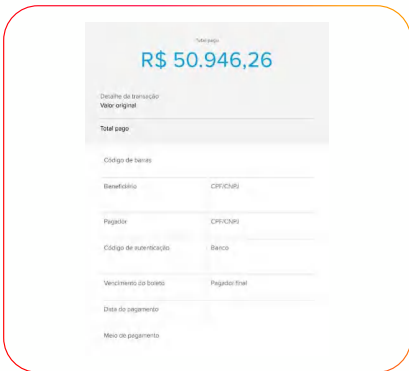 Total pago
R$ 50.946,26
Detalhe da transação
Valor original
Total pago
Código de barras
Beneficiário CPF/CNPJ
Pagador CPF/CNPJ
Código de autenticação Banco
Vencimento do boleto Pagador final
Data do pagamento
Meio de pagamento